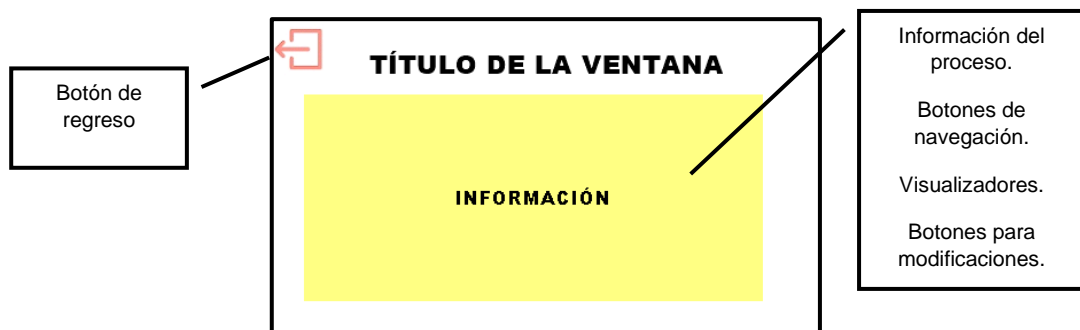 TÍTULO DE LA VENTANA
Botón de
regreso
INFORMACIÓN
Información del
proceso.
Botones de
navegación.
Visualizadores.
Botones para
modificaciones.